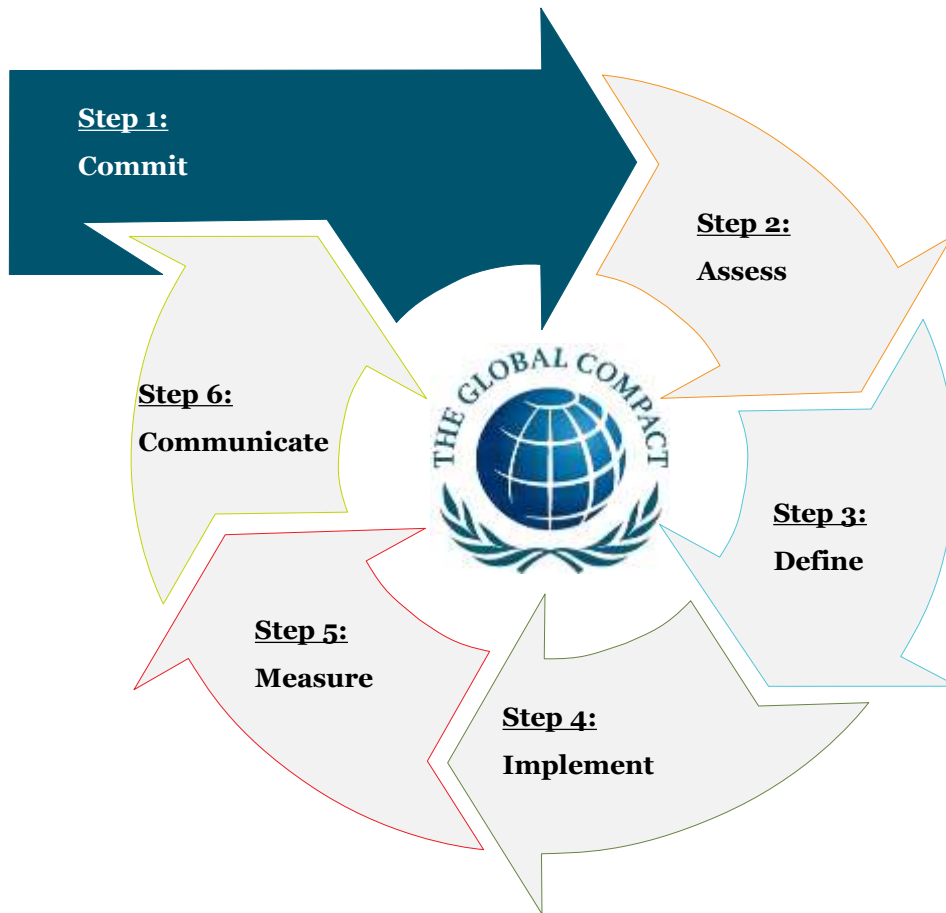 Step 1:
Commit
Step 2:
Assess
Step 3:
Define
Step 4:
Implement
Step 5:
Measure
Step 6:
Communicate
THE GLOBAL COMPACT